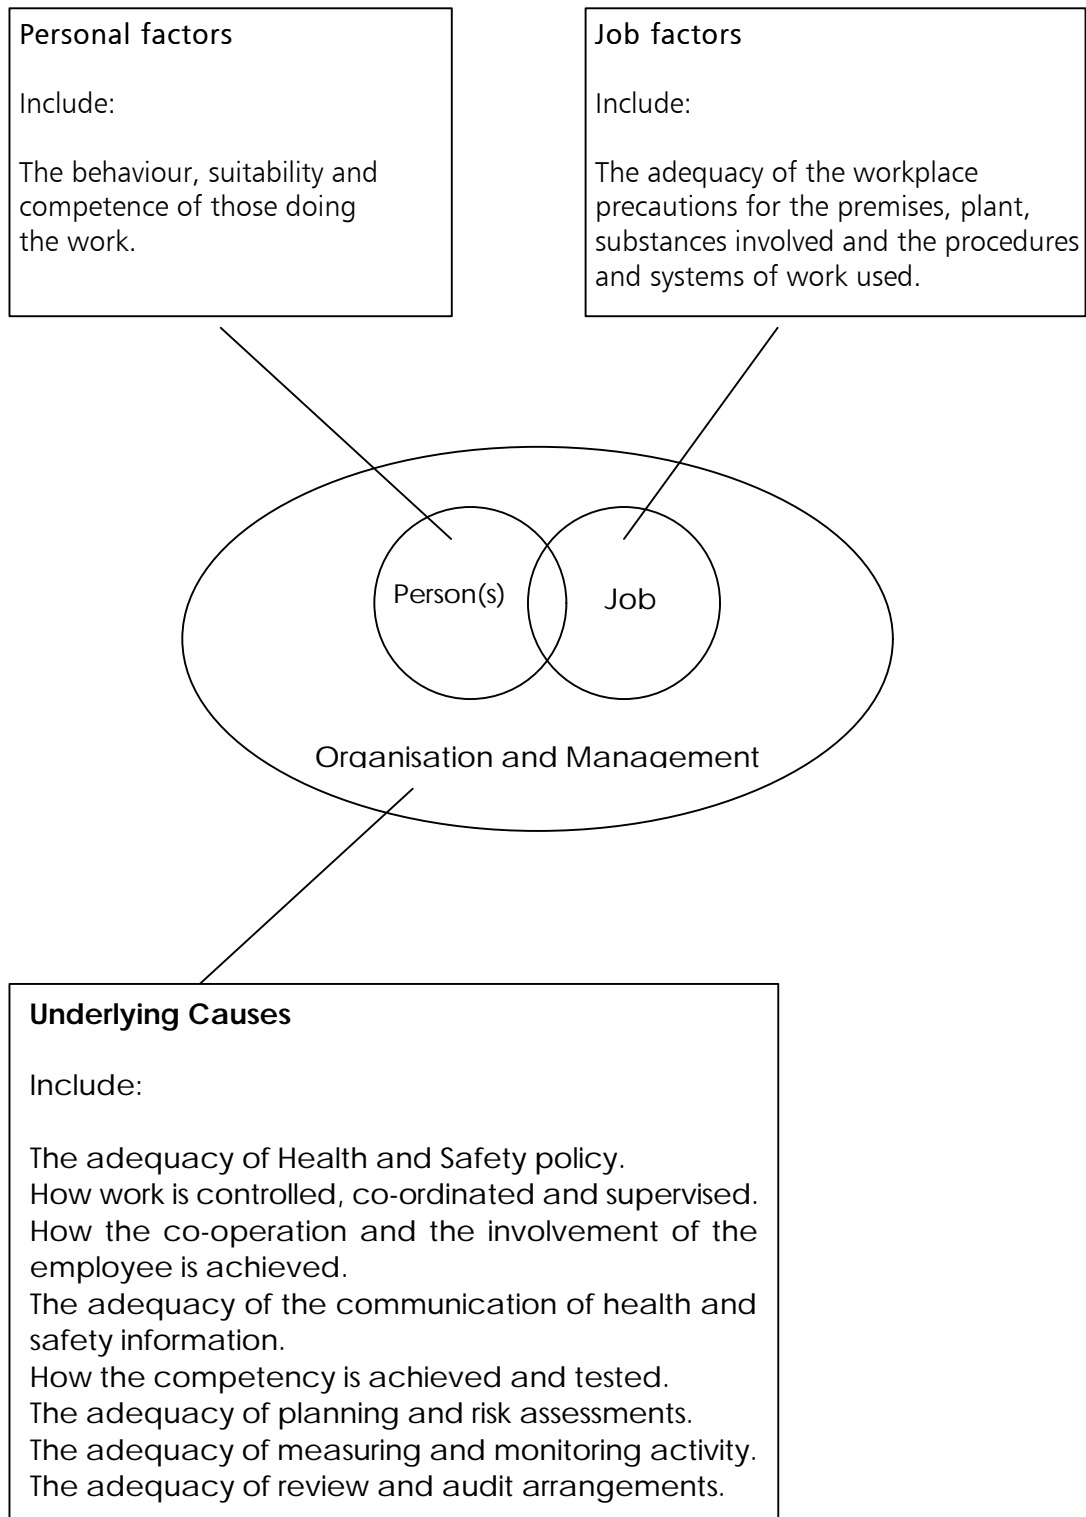 Personal factors
Include:
The behaviour, suitability and
competence of those doing
the work.
Job factors
Include:
The adequacy of the workplace
precautions for the premises, plant,
substances involved and the procedures
and systems of work used.
Person(s)
Job
Organisation and Management
Underlying Causes
Include:
The adequacy of Health and Safety policy.
How work is controlled, co-ordinated and supervised.
How the co-operation and the involvement of the
employee is achieved.
The adequacy of the communication of health and
safety information.
How the competency is achieved and tested.
The adequacy of planning and risk assessments.
The adequacy of measuring and monitoring activity.
The adequacy of review and audit arrangements.